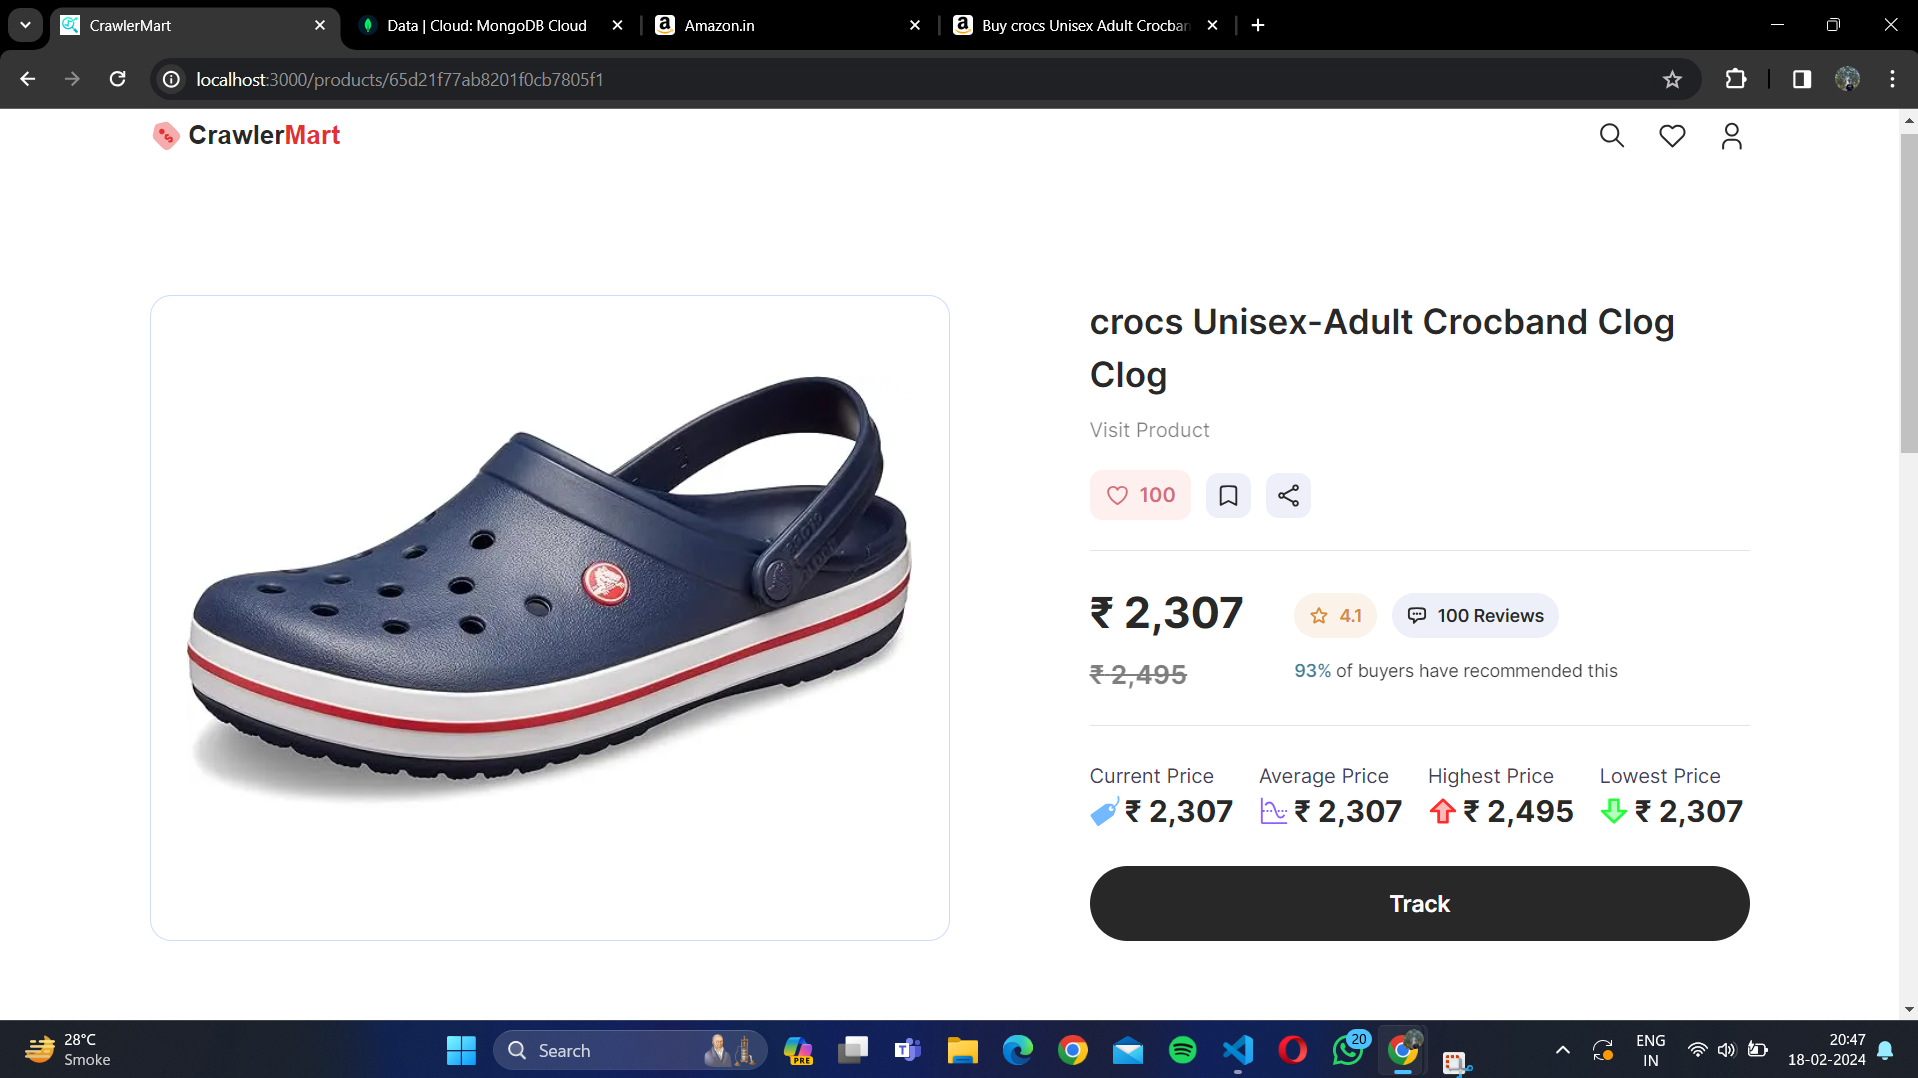 CrawlerMart
Data | Cloud: MongoDB Cloud
Amazon.in
Buy crocs Unisex Adult Crocban
localhost:3000/products/65d21f77ab8201f0cb7805f1
CrawlerMart
crocs Unisex-Adult Crocband Clog
Clog
Visit Product
100
₹ 2,307
4.1
100 Reviews
₹ 2,495
93% of buyers have recommended this
Current Price
₹ 2,307
Average Price
₹ 2,307
Highest Price
₹ 2,495
Lowest Price
₹ 2,307
Track
28°C
Smoke
Search
PRE
20
ENG
IN
20:47
18-02-2024